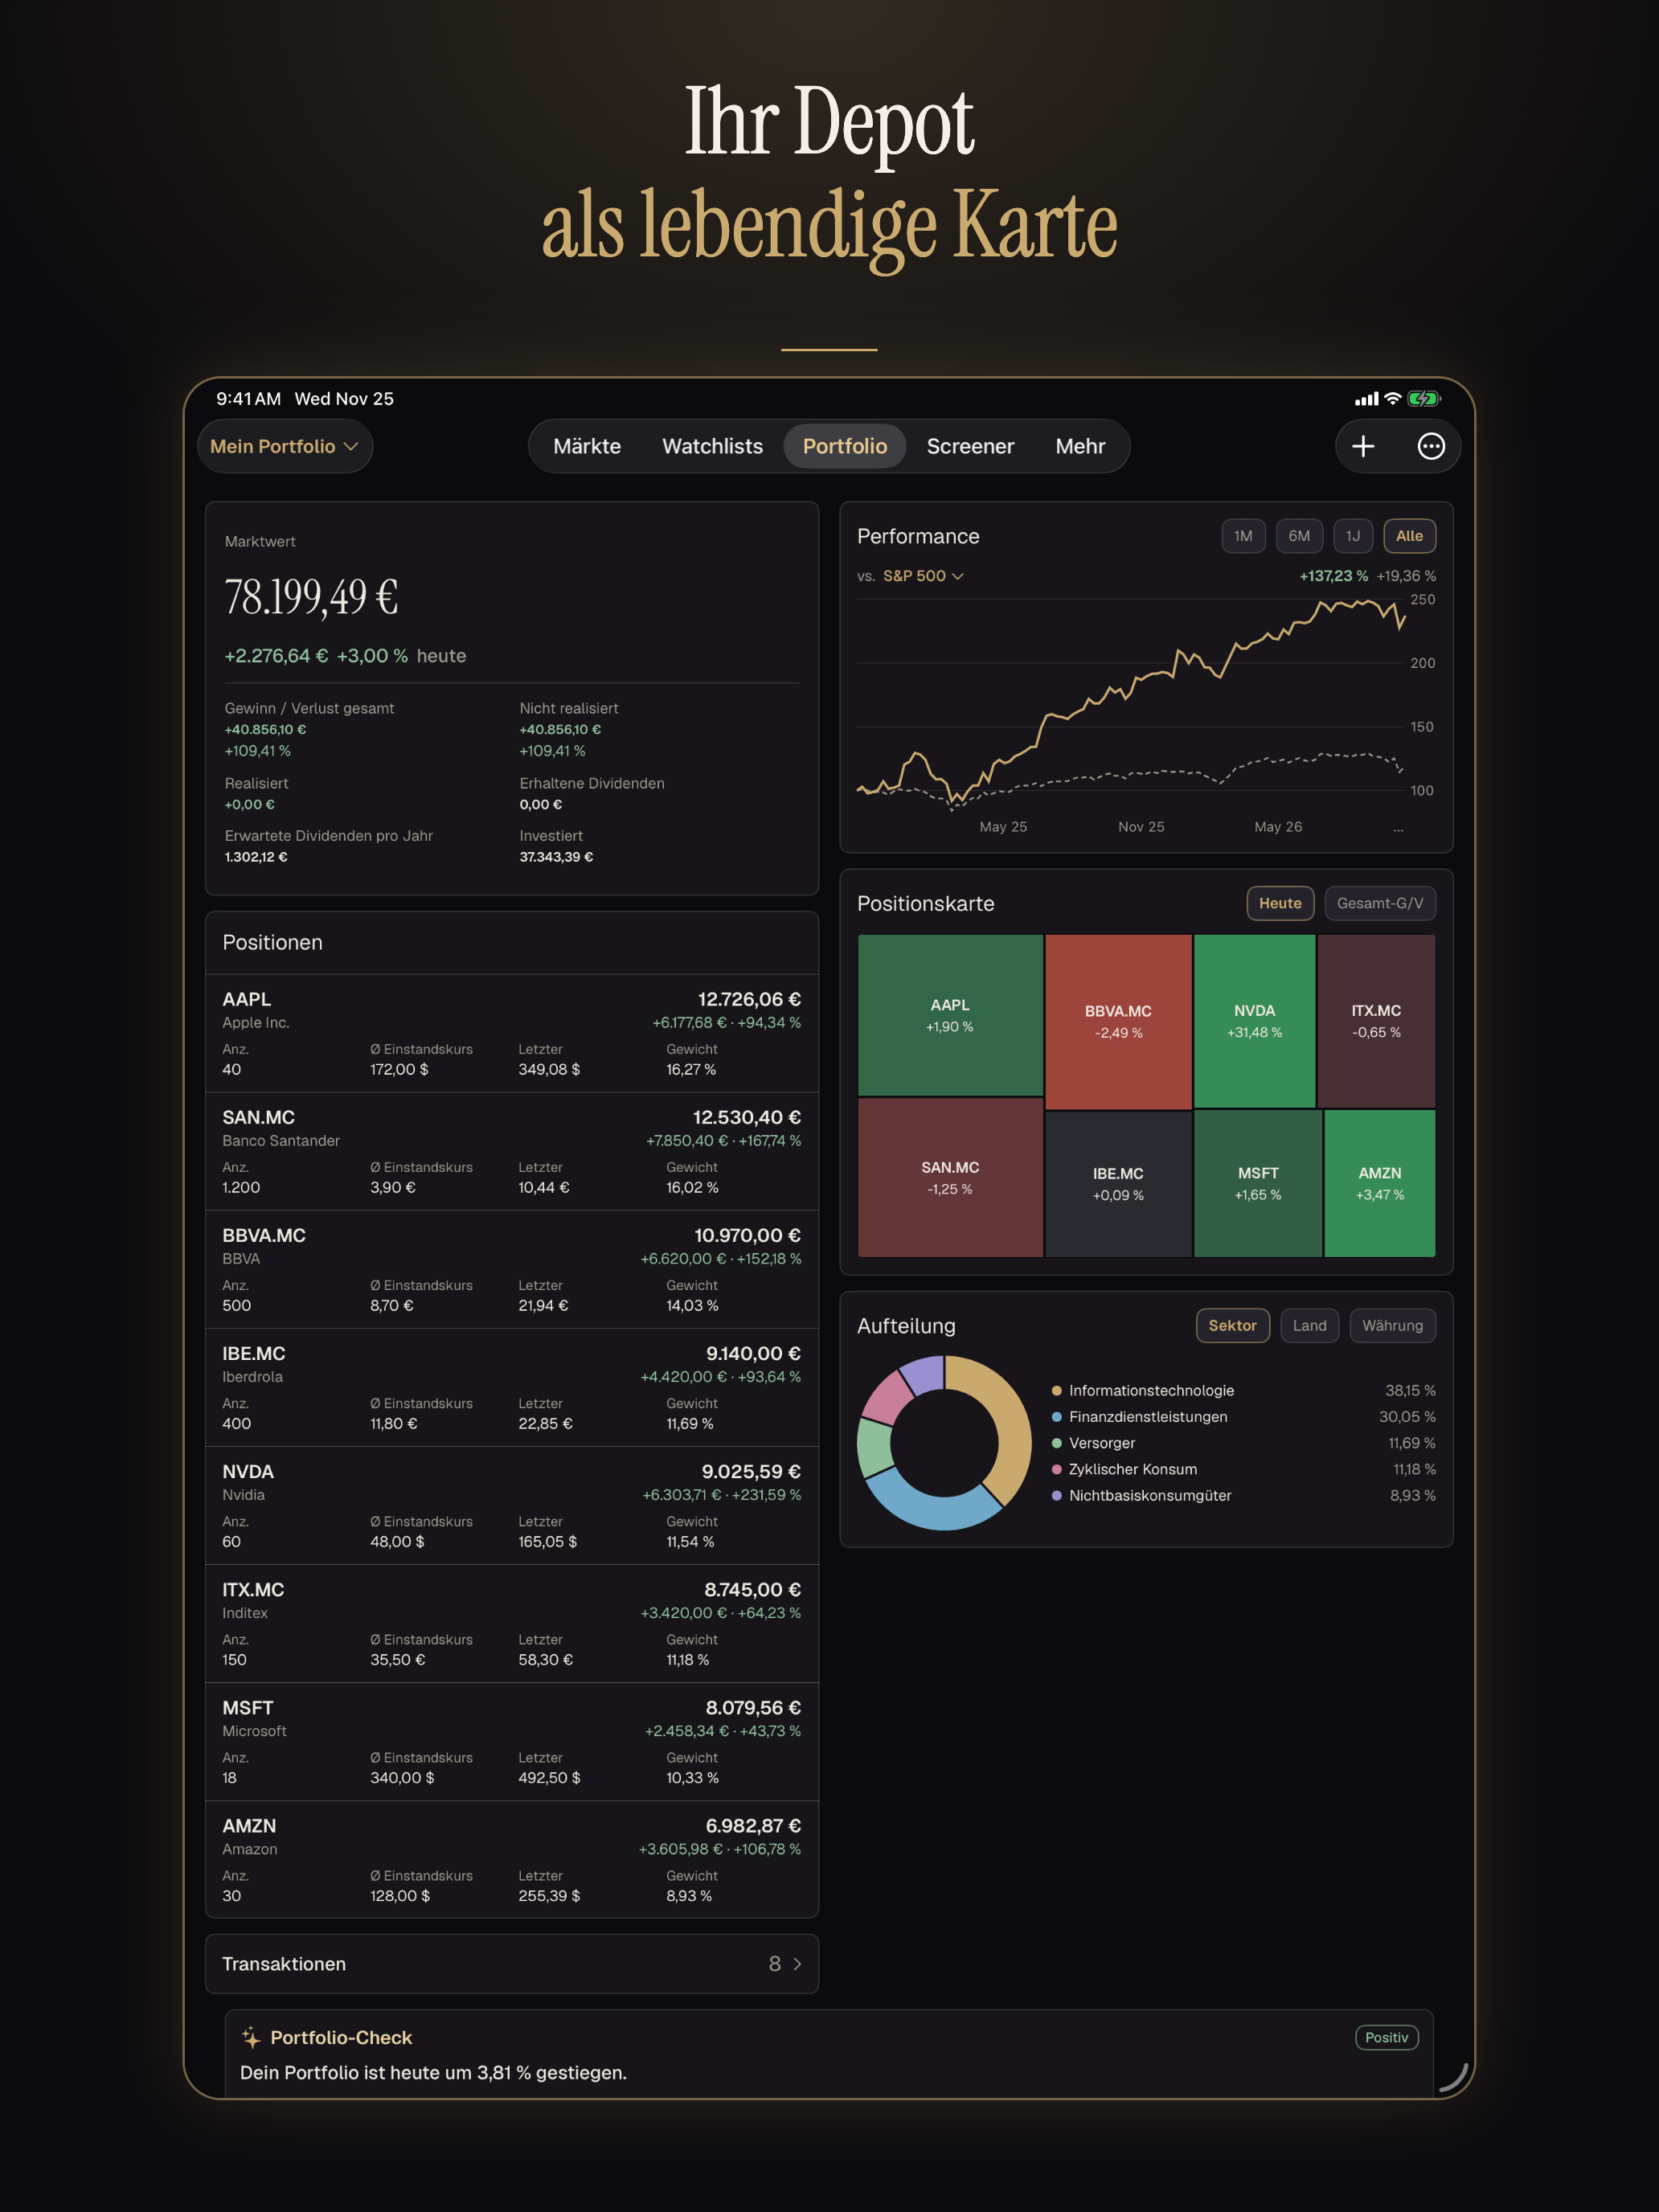 Ihr Depot
als lebendige Karte
9:41 AM Wed Nov 25
Mein Portfolio
Märkte Watchlists Portfolio Screener Mehr
Marktwert
78.199,49 €
+2.276,64 € +3,00 % heute
Gewinn / Verlust gesamt
+40.856,10 €
+109,41 %
Nicht realisiert
+40.856,10 €
+109,41 %
Realisiert
+0,00 €
Erhaltene Dividenden
0,00 €
Erwartete Dividenden pro Jahr
1.302,12 €
Investiert
37.343,39 €
Positionen
AAPL 12.726,06 €
Apple Inc. +6.177,68 € · +94,34 %
Anz. Ø Einstandskurs Letzter Gewicht
40 172,00 $ 349,08 $ 16,27 %
SAN.MC 12.530,40 €
Banco Santander +7.850,40 € · +167,74 %
Anz. Ø Einstandskurs Letzter Gewicht
1.200 3,90 € 10,44 € 16,02 %
BBVA.MC 10.970,00 €
BBVA +6.620,00 € · +152,18 %
Anz. Ø Einstandskurs Letzter Gewicht
500 8,70 € 21,94 € 14,03 %
IBE.MC 9.140,00 €
Iberdrola +4.420,00 € · +93,64 %
Anz. Ø Einstandskurs Letzter Gewicht
400 11,80 € 22,85 € 11,69 %
NVDA 9.025,59 €
Nvidia +6.303,71 € · +231,59 %
Anz. Ø Einstandskurs Letzter Gewicht
60 48,00 $ 165,05 $ 11,54 %
ITX.MC 8.745,00 €
Inditex +3.420,00 € · +64,23 %
Anz. Ø Einstandskurs Letzter Gewicht
150 35,50 € 58,30 € 11,18 %
MSFT 8.079,56 €
Microsoft +2.458,34 € · +43,73 %
Anz. Ø Einstandskurs Letzter Gewicht
18 340,00 $ 492,50 $ 10,33 %
AMZN 6.982,87 €
Amazon +3.605,98 € · +106,78 %
Anz. Ø Einstandskurs Letzter Gewicht
30 128,00 $ 255,39 $ 8,93 %
Transaktionen 8
Performance 1M 6M 1J Alle
vs. S&P 500 +137,23 % +19,36 %
250
200
150
100
May 25 Nov 25 May 26 ...
Positionskarte Heute Gesamt-G/V
AAPL
+1,90 %
BBVA.MC
-2,49 %
NVDA
+31,48 %
ITX.MC
-0,65 %
SAN.MC
-1,25 %
IBE.MC
+0,09 %
MSFT
+1,65 %
AMZN
+3,47 %
Aufteilung Sektor Land Währung
Informationstechnologie 38,15 %
Finanzdienstleistungen 30,05 %
Versorger 11,69 %
Zyklischer Konsum 11,18 %
Nichtbasiskonsumgüter 8,93 %
Portfolio-Check Positiv
Dein Portfolio ist heute um 3,81 % gestiegen.